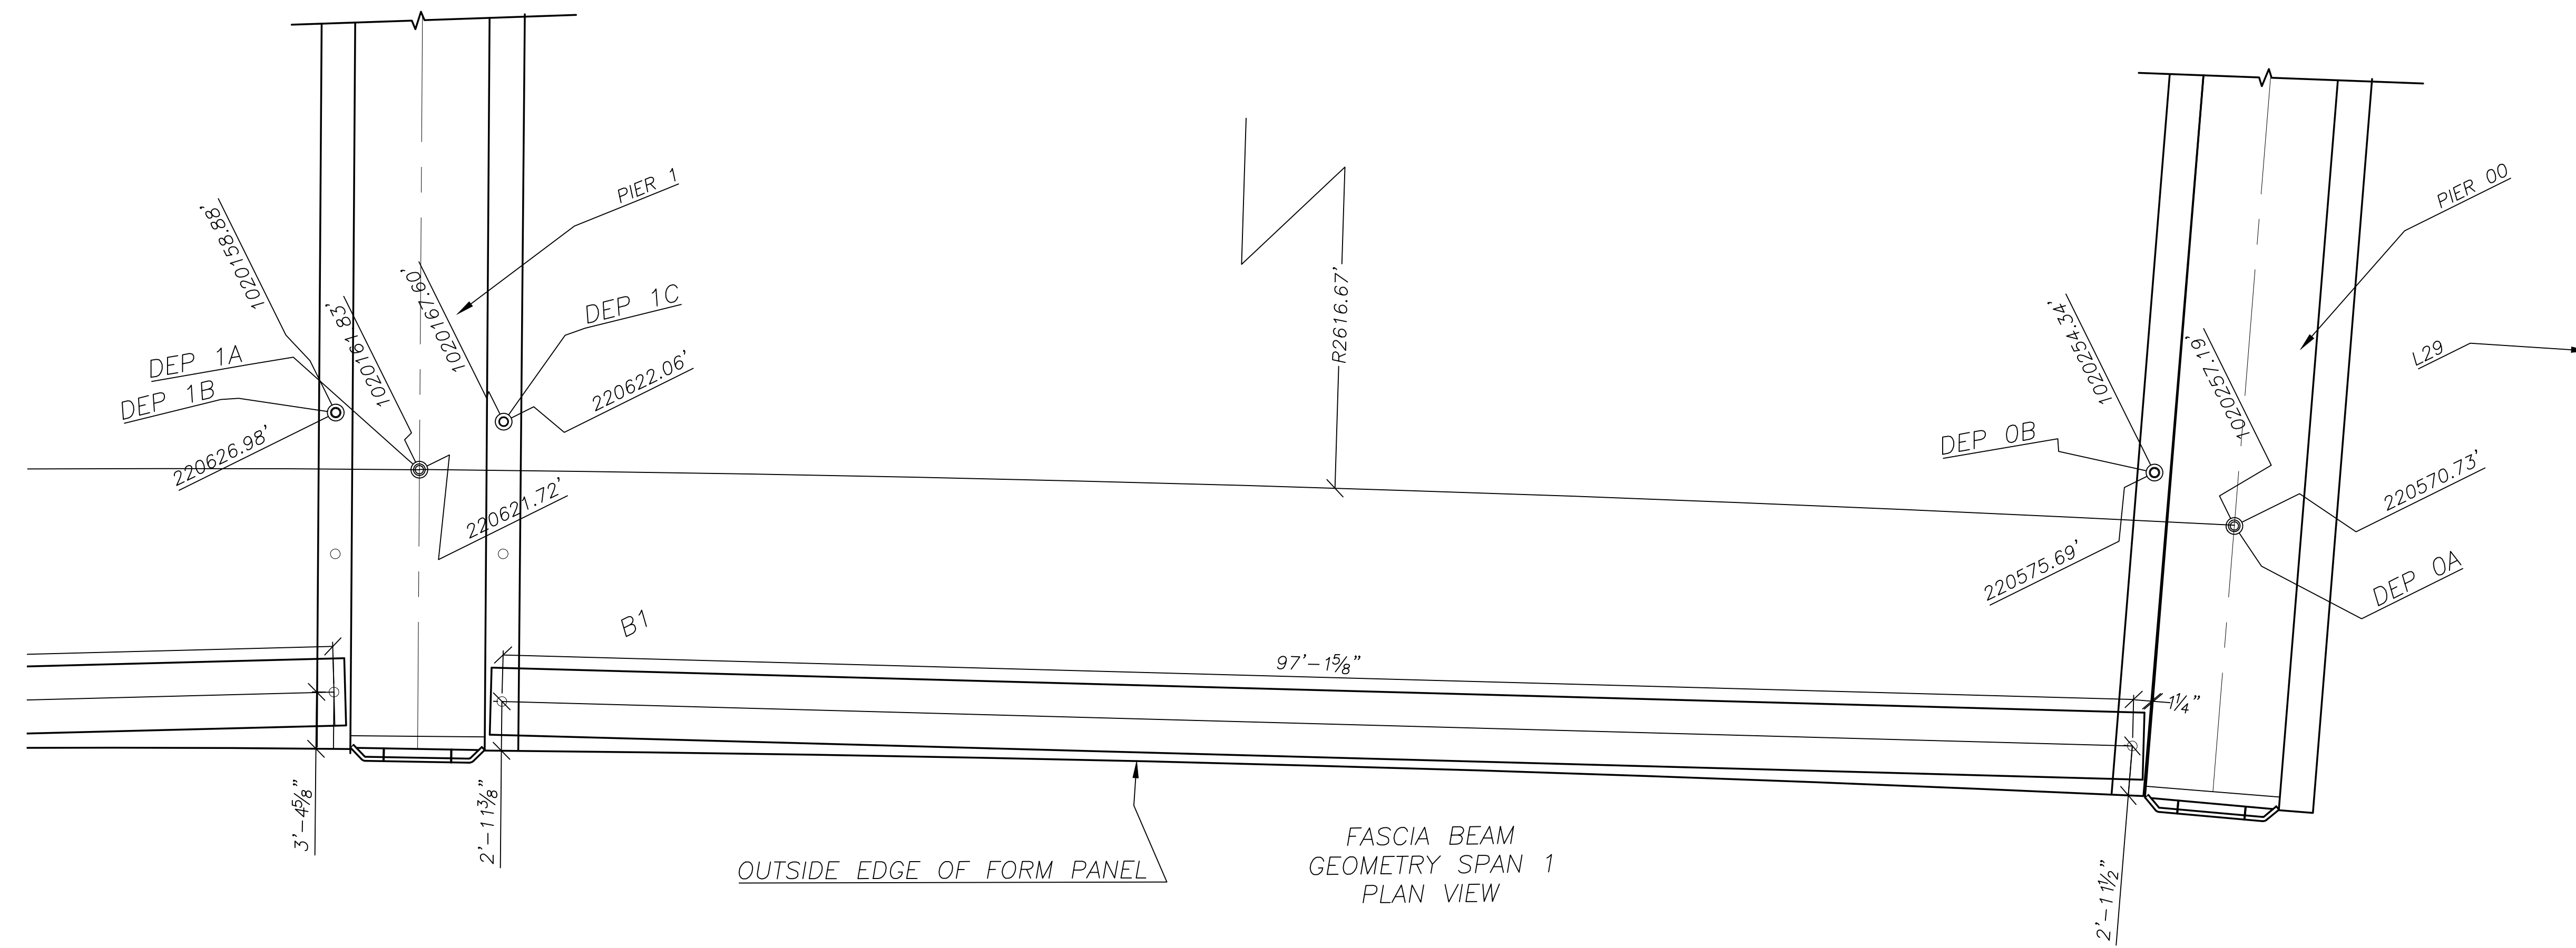 PIER 1
PIER 00
1020158.88'
1020161.83'
1020167.60'
DEP 1C
DEP 1A
DEP 1B
220622.06'
220626.98'
220621.72'
R2616.67'
1020254.34'
1020257.19'
L29
DEP 0B
220570.73'
220575.69'
DEP 0A
B1
97'-1⅝"
1¼"
3'-4⅝"
2'-11⅜"
2'-11½"
OUTSIDE EDGE OF FORM PANEL
FASCIA BEAM
GEOMETRY SPAN 1
PLAN VIEW